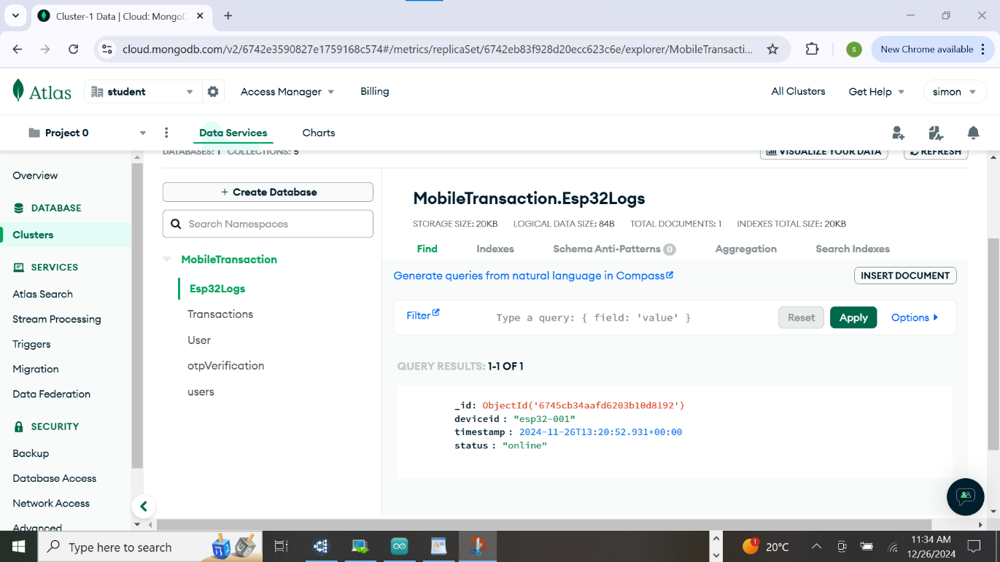 Cluster-1 Data | Cloud: MongoD
cloud.mongodb.com/v2/6742e3590827e1759168c574#/metrics/replicaSet/6742eb83f928d20ecc623c6e/explorer/MobileTransacti...
S
New Chrome available
Atlas
student
Access Manager
Billing
All Clusters
Get Help
simon
Project 0
Data Services
Charts
DATABASES: 1 COLLECTIONS: 5
VISUALIZE YOUR DATA
REFRESH
Overview
DATABASE
Clusters
SERVICES
Atlas Search
Stream Processing
Triggers
Migration
Data Federation
SECURITY
Backup
Database Access
Network Access
Advanced
+ Create Database
Search Namespaces
MobileTransaction
Esp32Logs
Transactions
User
otpVerification
users
MobileTransaction.Esp32Logs
STORAGE SIZE: 20KB LOGICAL DATA SIZE: 84B TOTAL DOCUMENTS: 1 INDEXES TOTAL SIZE: 20KB
Find Indexes Schema Anti-Patterns 0 Aggregation Search Indexes
Generate queries from natural language in Compass
INSERT DOCUMENT
Filter
Type a query: { field: 'value' }
Reset
Apply
Options
QUERY RESULTS: 1-1 OF 1
_id: ObjectId('6745cb34aafd6203b10d8192')
deviceid : "esp32-001"
timestamp : 2024-11-26T13:20:52.931+00:00
status : "online"
Type here to search
1
20°C
11:34 AM
12/26/2024